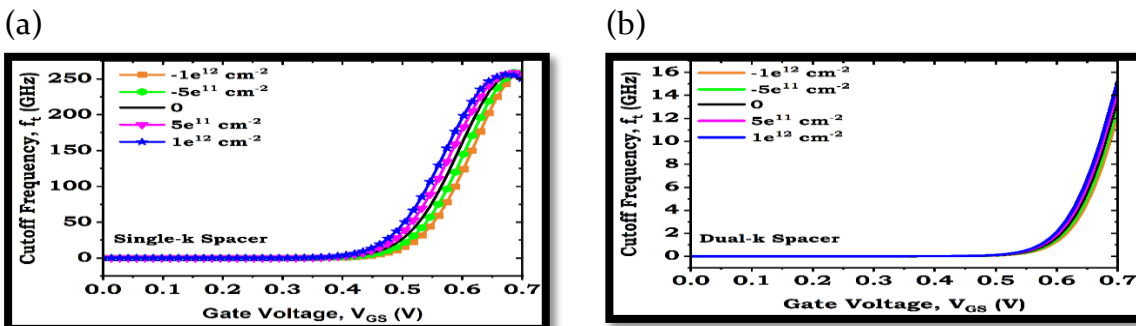 (a)
Cutoff Frequency, fₜ (GHz)
250
200
150
100
50
0
-1e¹² cm⁻²
-5e¹¹ cm⁻²
0
5e¹¹ cm⁻²
1e¹² cm⁻²
Single-k Spacer
0.0 0.1 0.2 0.3 0.4 0.5 0.6 0.7
Gate Voltage, V_GS (V)
(b)
Cutoff Frequency, fₜ (GHz)
16
14
12
10
8
6
4
2
0
-1e¹² cm⁻²
-5e¹¹ cm⁻²
0
5e¹¹ cm⁻²
1e¹² cm⁻²
Dual-k Spacer
0.0 0.1 0.2 0.3 0.4 0.5 0.6 0.7
Gate Voltage, V_GS (V)